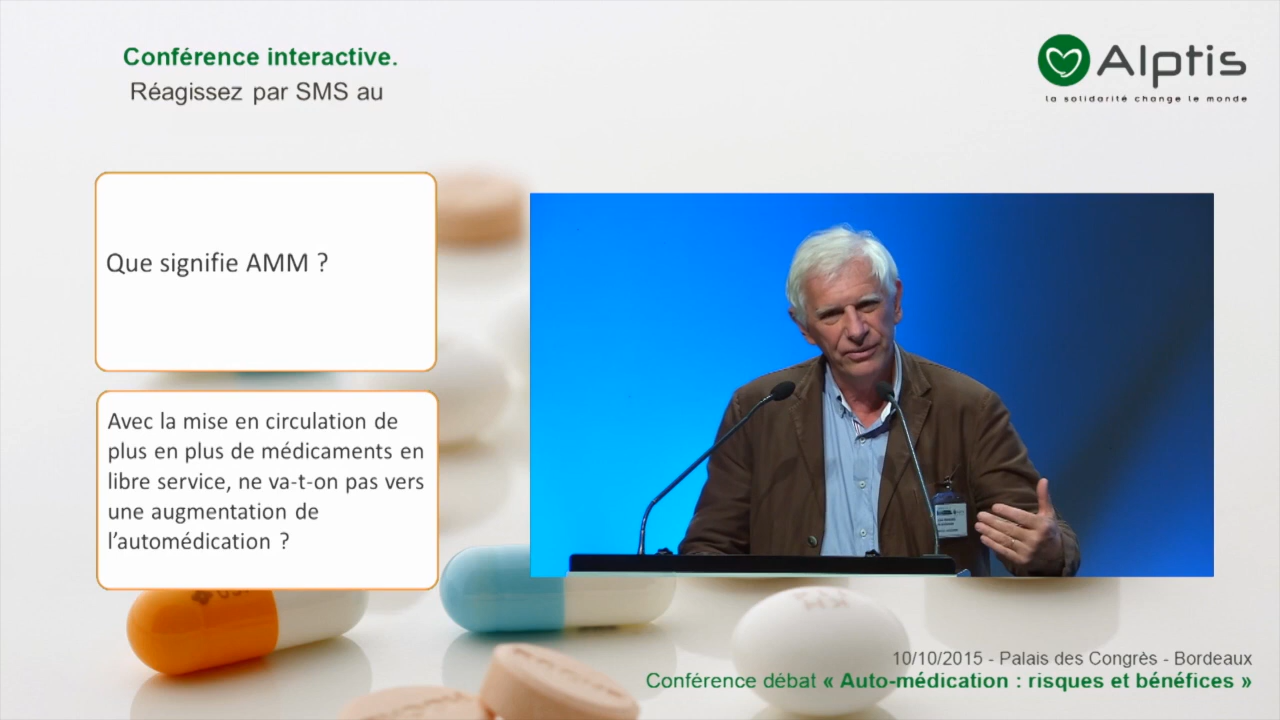 Conférence interactive.
Réagissez par SMS au
Alptis
la solidarité change le monde
Que signifie AMM ?
Avec la mise en circulation de
plus en plus de médicaments en
libre service, ne va-t-on pas vers
une augmentation de
l’automédication ?
10/10/2015 - Palais des Congrès - Bordeaux
Conférence débat « Auto-médication : risques et bénéfices »